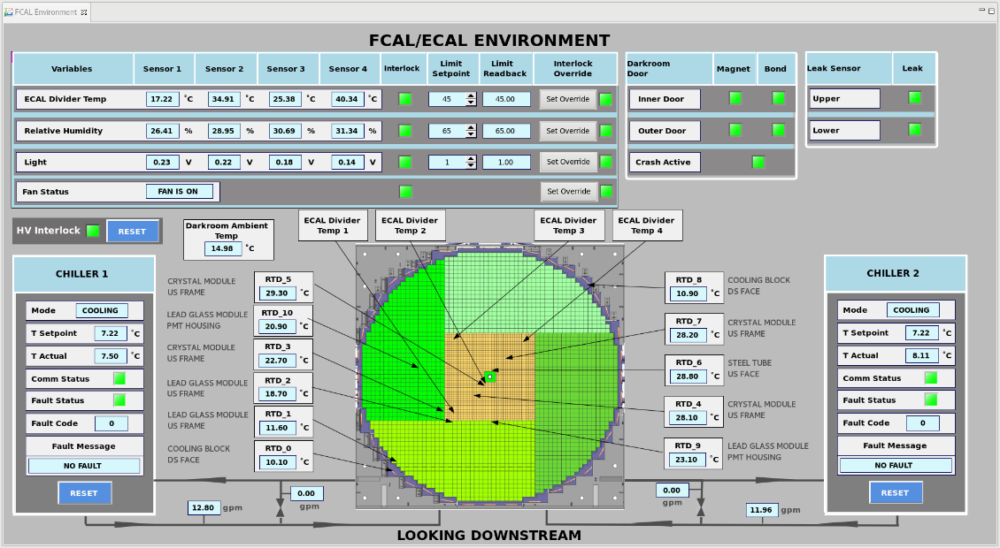 FCAL Environment
FCAL/ECAL ENVIRONMENT
Variables Sensor 1 Sensor 2 Sensor 3 Sensor 4 Interlock Limit Setpoint Limit Readback Interlock Override
ECAL Divider Temp 17.22 °C 34.91 °C 25.38 °C 40.34 °C 45 45.00 Set Override
Relative Humidity 26.41 % 28.95 % 30.69 % 31.34 % 65 65.00 Set Override
Light 0.23 V 0.22 V 0.18 V 0.14 V 1 1.00 Set Override
Fan Status FAN IS ON Set Override
Darkroom Door Magnet Bond
Inner Door
Outer Door
Crash Active
Leak Sensor Leak
Upper
Lower
HV Interlock RESET
Darkroom Ambient
Temp
14.98 °C
ECAL Divider
Temp 1
ECAL Divider
Temp 2
ECAL Divider
Temp 3
ECAL Divider
Temp 4
CHILLER 1
Mode COOLING
T Setpoint 7.22 °C
T Actual 7.50 °C
Comm Status
Fault Status
Fault Code 0
Fault Message
NO FAULT
RESET
CRYSTAL MODULE
US FRAME
RTD_5
29.30 °C
LEAD GLASS MODULE
PMT HOUSING
RTD_10
20.90 °C
CRYSTAL MODULE
US FRAME
RTD_3
22.70 °C
LEAD GLASS MODULE
US FRAME
RTD_2
18.70 °C
LEAD GLASS MODULE
US FRAME
RTD_1
11.60 °C
COOLING BLOCK
DS FACE
RTD_0
10.10 °C
RTD_8
10.90 °C
COOLING BLOCK
DS FACE
RTD_7
28.20 °C
CRYSTAL MODULE
US FRAME
RTD_6
28.80 °C
STEEL TUBE
US FACE
RTD_4
28.10 °C
CRYSTAL MODULE
US FRAME
RTD_9
23.10 °C
LEAD GLASS MODULE
PMT HOUSING
CHILLER 2
Mode COOLING
T Setpoint 7.22 °C
T Actual 8.11 °C
Comm Status
Fault Status
Fault Code 0
Fault Message
NO FAULT
RESET
0.00
gpm
12.80 gpm
0.00
gpm
11.96 gpm
LOOKING DOWNSTREAM